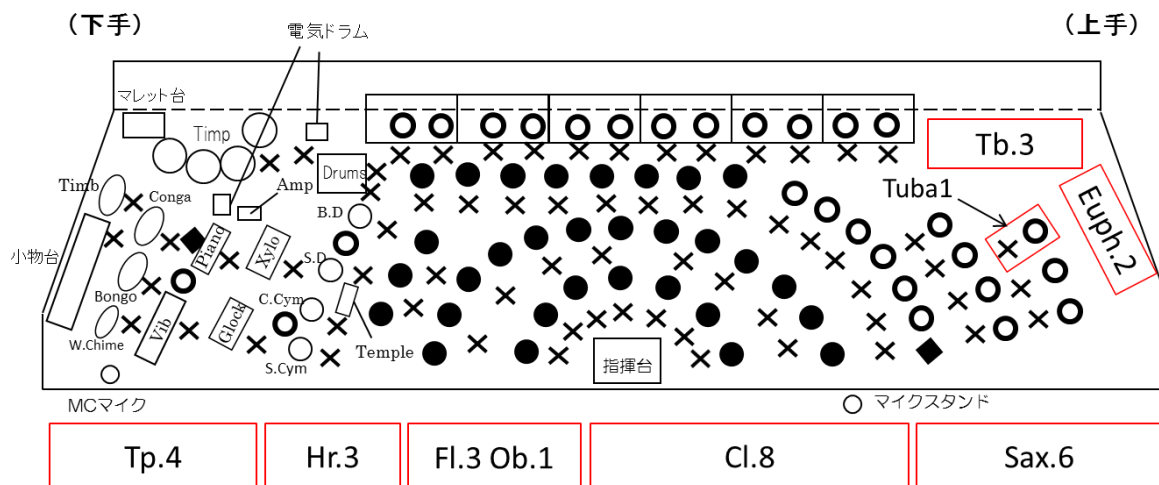 （下手）
（上手）
電気ドラム
マレット台
Timp
Tb.3
Drums
Timb
Conga
Amp
Tuba1
Euph.2
B.D
小物台
Piano
Xylo
S.D
Bongo
C.Cym
Vib
Glock
W.Chime
Temple
S.Cym
指揮台
MCマイク
マイクスタンド
Tp.4
Hr.3
Fl.3 Ob.1
Cl.8
Sax.6